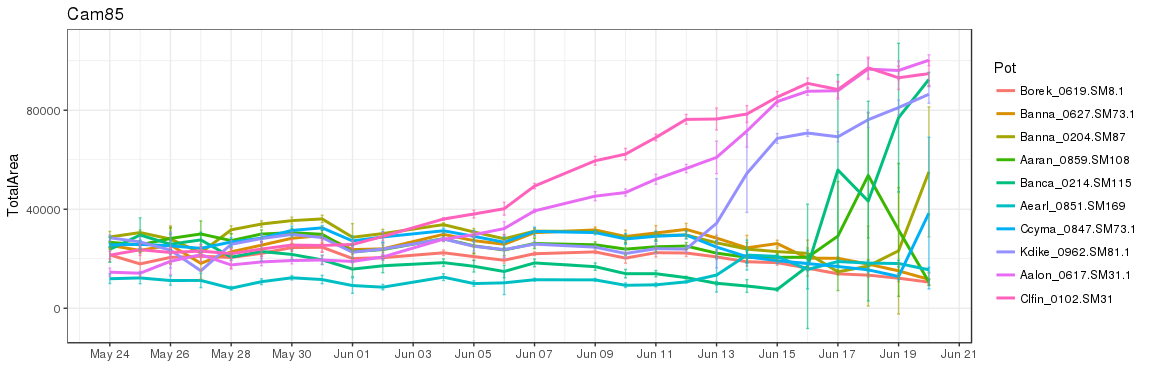 Cam85
TotalArea
80000
40000
0
May 24 May 26 May 28 May 30 Jun 01 Jun 03 Jun 05 Jun 07 Jun 09 Jun 11 Jun 13 Jun 15 Jun 17 Jun 19 Jun 21
Pot
Borek_0619.SM8.1
Banna_0627.SM73.1
Banna_0204.SM87
Aaran_0859.SM108
Banca_0214.SM115
Aearl_0851.SM169
Ccyma_0847.SM73.1
Kdike_0962.SM81.1
Aalon_0617.SM31.1
Clfin_0102.SM31